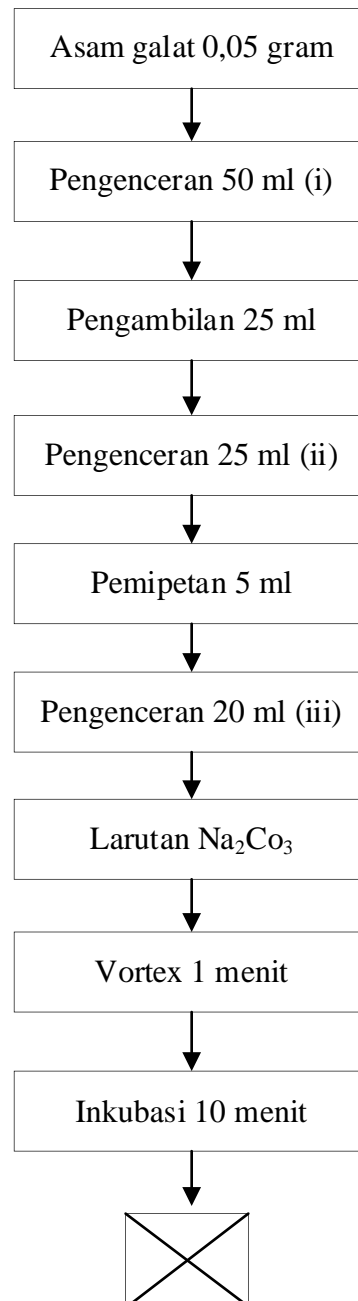 Asam galat 0,05 gram
Pengenceran 50 ml (i)
Pengambilan 25 ml
Pengenceran 25 ml (ii)
Pemipetan 5 ml
Pengenceran 20 ml (iii)
Larutan Na₂Co₃
Vortex 1 menit
Inkubasi 10 menit